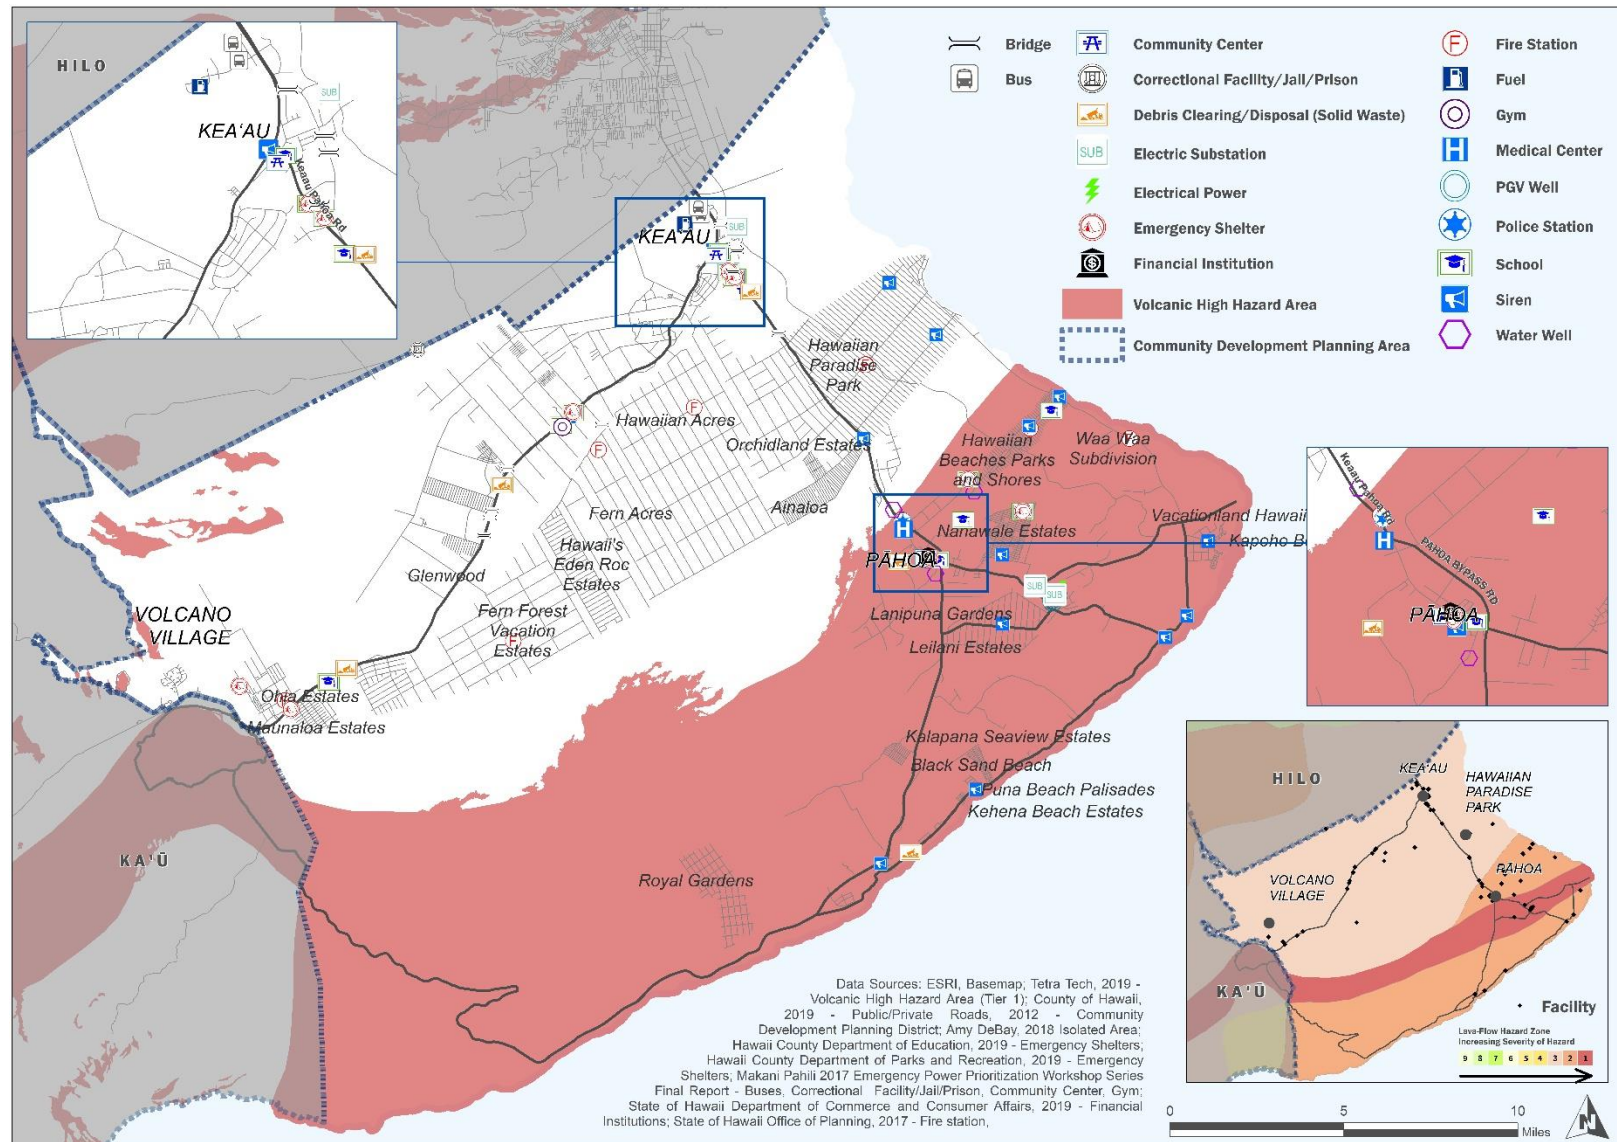 HILO
KEA'AU
SUB
Keaau Pahoa Rd
Bridge
Bus
Community Center
Correctional Facility/Jail/Prison
Debris Clearing/Disposal (Solid Waste)
SUB
Electric Substation
Electrical Power
Emergency Shelter
Financial Institution
Volcanic High Hazard Area
Community Development Planning Area
F
Fire Station
Fuel
Gym
H
Medical Center
PGV Well
Police Station
School
Siren
Water Well
KEA'AU
SUB
Hawaiian
Paradise
Park
F
Hawaiian Acres
F
Orchidland Estates
Hawaiian
Beaches Parks
and Shores
Waa Waa
Subdivision
Ainaloa
Fern Acres
Hawaii's
Eden Roc
Estates
Glenwood
Fern Forest
Vacation
Estates
F
VOLCANO
VILLAGE
Ohia Estates
Maunaloa Estates
Nanawale Estates
Vacationland Hawaii
Kapoho B
H
PĀHOA
SUB
SUB
Lanipuna Gardens
Leilani Estates
Kalapana Seaview Estates
Black Sand Beach
Puna Beach Palisades
Kehena Beach Estates
Royal Gardens
KA'Ū
Keaau Pahoa Rd
H
PAHOA BYPASS RD
PĀHOA
HILO
KEA'AU
HAWAIIAN
PARADISE
PARK
PĀHOA
VOLCANO
VILLAGE
KA'Ū
Facility
Lava-Flow Hazard Zone
Increasing Severity of Hazard
9 8 7 6 5 4 3 2 1
Data Sources: ESRI, Basemap; Tetra Tech, 2019 -
Volcanic High Hazard Area (Tier 1); County of Hawaii,
2019 - Public/Private Roads, 2012 - Community
Development Planning District; Amy DeBay, 2018 Isolated Area;
Hawaii County Department of Education, 2019 - Emergency Shelters;
Hawaii County Department of Parks and Recreation, 2019 - Emergency
Shelters; Makani Pahili 2017 Emergency Power Prioritization Workshop Series
Final Report - Buses, Correctional Facility/Jail/Prison, Community Center, Gym;
State of Hawaii Department of Commerce and Consumer Affairs, 2019 - Financial
Institutions; State of Hawaii Office of Planning, 2017 - Fire station,
0 5 10
Miles
N